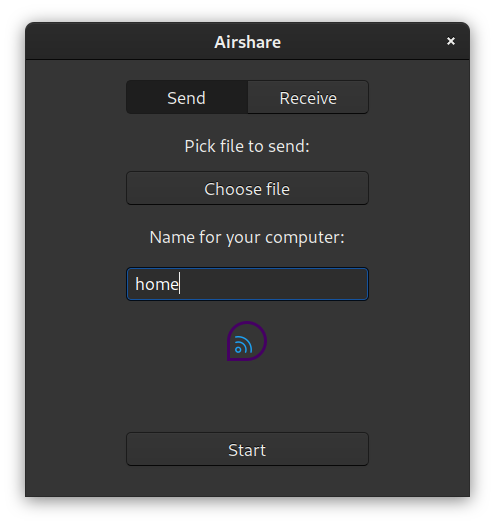 Airshare
Send Receive
Pick file to send:
Choose file
Name for your computer:
home
Start